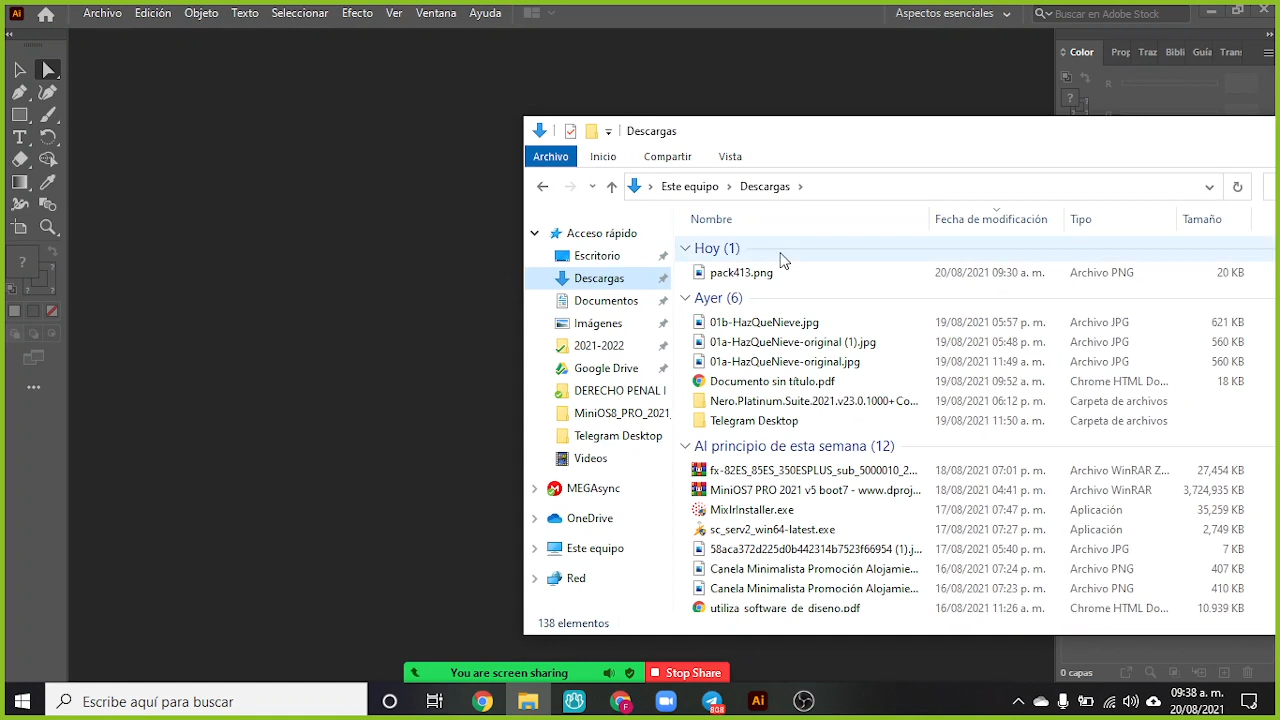 Ai Archivo Edición Objeto Texto Seleccionar Efecto Ver Ventana Ayuda Aspectos esenciales Buscar en Adobe Stock
Color Prop Traz Bibli Guía Trans
R
?
?
Descargas
Archivo Inicio Compartir Vista
Este equipo › Descargas ›
Nombre Fecha de modificación Tipo Tamaño
Acceso rápido
Escritorio
Descargas
Documentos
Imágenes
2021-2022
Google Drive
DERECHO PENAL I
MiniOS8_PRO_2021_
Telegram Desktop
Videos
MEGAsync
OneDrive
Este equipo
Red
Hoy (1)
pack413.png 20/08/2021 09:30 a. m. Archivo PNG 20 KB
Ayer (6)
01b-HazQueNieve.jpg 19/08/2021 05:57 p. m. Archivo JPG 621 KB
01a-HazQueNieve-original (1).jpg 19/08/2021 05:48 p. m. Archivo JPG 560 KB
01a-HazQueNieve-original.jpg 19/08/2021 11:49 a. m. Archivo JPG 560 KB
Documento sin título.pdf 19/08/2021 09:52 a. m. Chrome HTML Do... 18 KB
Nero.Platinum.Suite.2021.v23.0.1000+Co... 19/08/2021 06:12 p. m. Carpeta de archivos
Telegram Desktop 19/08/2021 11:50 a. m. Carpeta de archivos
Al principio de esta semana (12)
fx-82ES_85ES_350ESPLUS_sub_5000010_2... 18/08/2021 07:01 p. m. Archivo WinRAR Z... 27,454 KB
MiniOS7 PRO 2021 v5 boot7 - www.dproj... 18/08/2021 04:41 p. m. Archivo WinRAR 3,724,935 KB
MixIrInstaller.exe 17/08/2021 07:47 p. m. Aplicación 35,259 KB
sc_serv2_win64-latest.exe 17/08/2021 07:27 p. m. Aplicación 2,749 KB
58aca372d225d0b442314b7523f66954 (1).j... 17/08/2021 05:40 p. m. Archivo JPG 7 KB
Canela Minimalista Promoción Alojamie... 16/08/2021 07:24 p. m. Archivo PNG 407 KB
Canela Minimalista Promoción Alojamie... 16/08/2021 07:23 p. m. Archivo PNG 410 KB
utiliza_software_de_diseno.pdf 16/08/2021 11:26 a. m. Chrome HTML Do... 10,939 KB
138 elementos
You are screen sharing Stop Share
0 capas
Escribe aquí para buscar
F
808
Ai
09:38 a. m.
20/08/2021